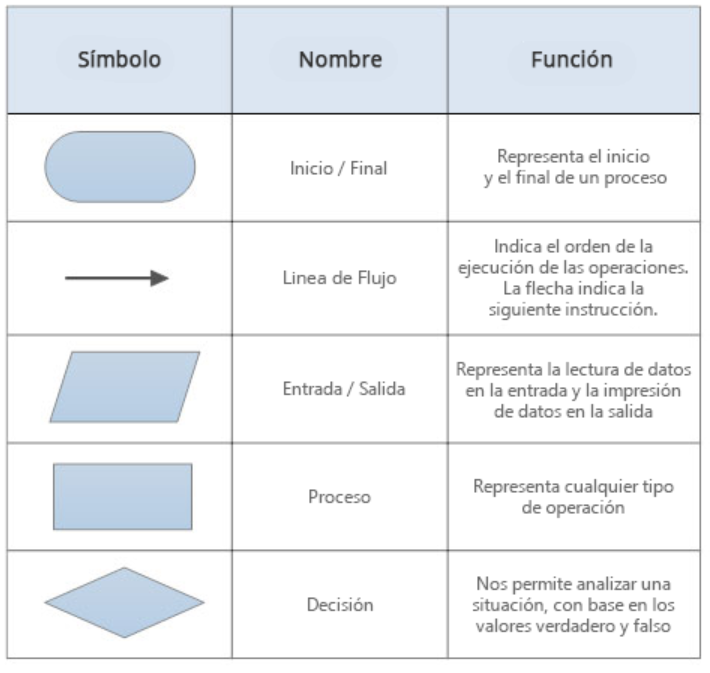 Símbolo
Nombre
Función
Inicio / Final
Representa el inicio
y el final de un proceso
Linea de Flujo
Indica el orden de la
ejecución de las operaciones.
La flecha indica la
siguiente instrucción.
Entrada / Salida
Representa la lectura de datos
en la entrada y la impresión
de datos en la salida
Proceso
Representa cualquier tipo
de operación
Decisión
Nos permite analizar una
situación, con base en los
valores verdadero y falso